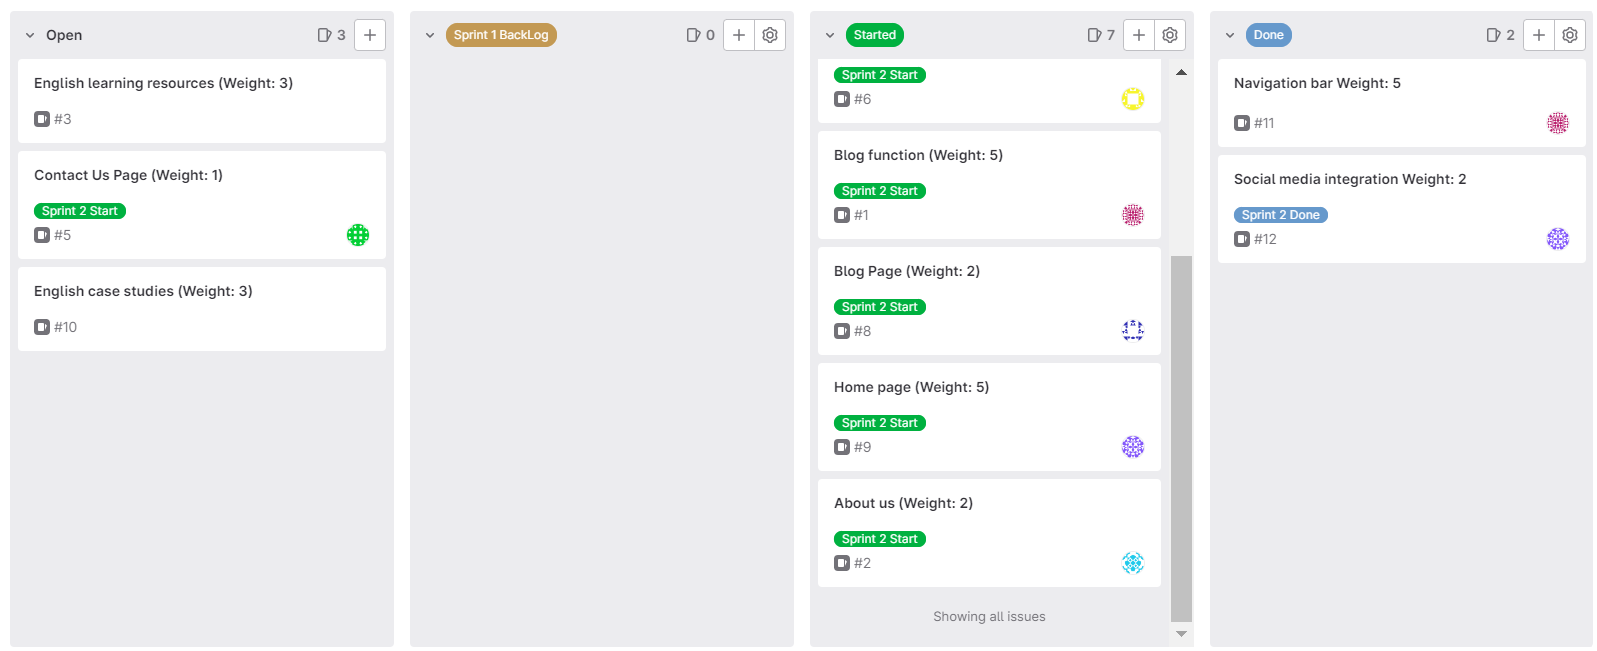 Open 3
English learning resources (Weight: 3)
#3
Contact Us Page (Weight: 1)
Sprint 2 Start
#5
English case studies (Weight: 3)
#10
Sprint 1 BackLog 0
Started 7
Sprint 2 Start
#6
Blog function (Weight: 5)
Sprint 2 Start
#1
Blog Page (Weight: 2)
Sprint 2 Start
#8
Home page (Weight: 5)
Sprint 2 Start
#9
About us (Weight: 2)
Sprint 2 Start
#2
Showing all issues
Done 2
Navigation bar Weight: 5
#11
Social media integration Weight: 2
Sprint 2 Done
#12